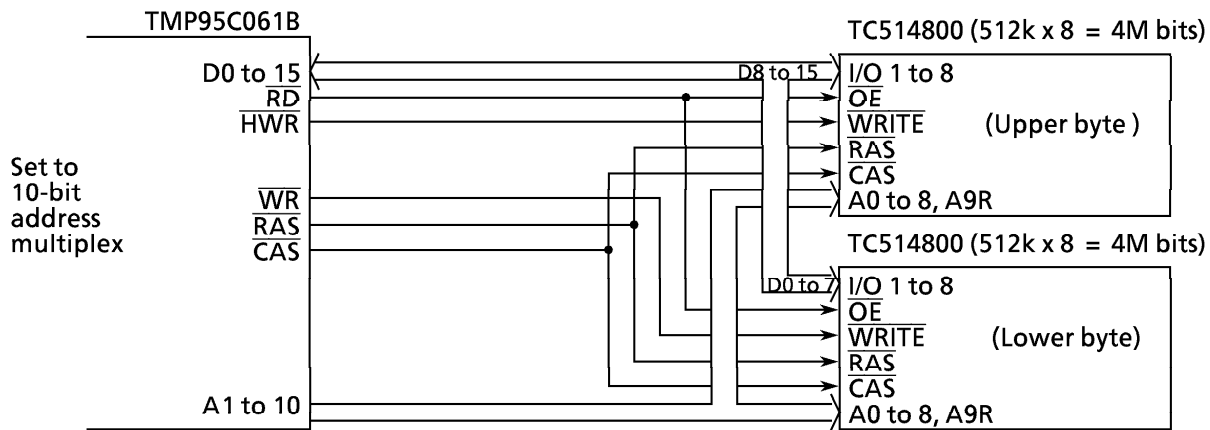 TMP95C061B
D0 to 15
RD
HWR
Set to
10-bit
address
multiplex
WR
RAS
CAS
A1 to 10
TC514800 (512k x 8 = 4M bits)
D8 to 15
I/O 1 to 8
OE
WRITE
(Upper byte )
RAS
CAS
A0 to 8, A9R
TC514800 (512k x 8 = 4M bits)
D0 to 7
I/O 1 to 8
OE
WRITE
(Lower byte)
RAS
CAS
A0 to 8, A9R